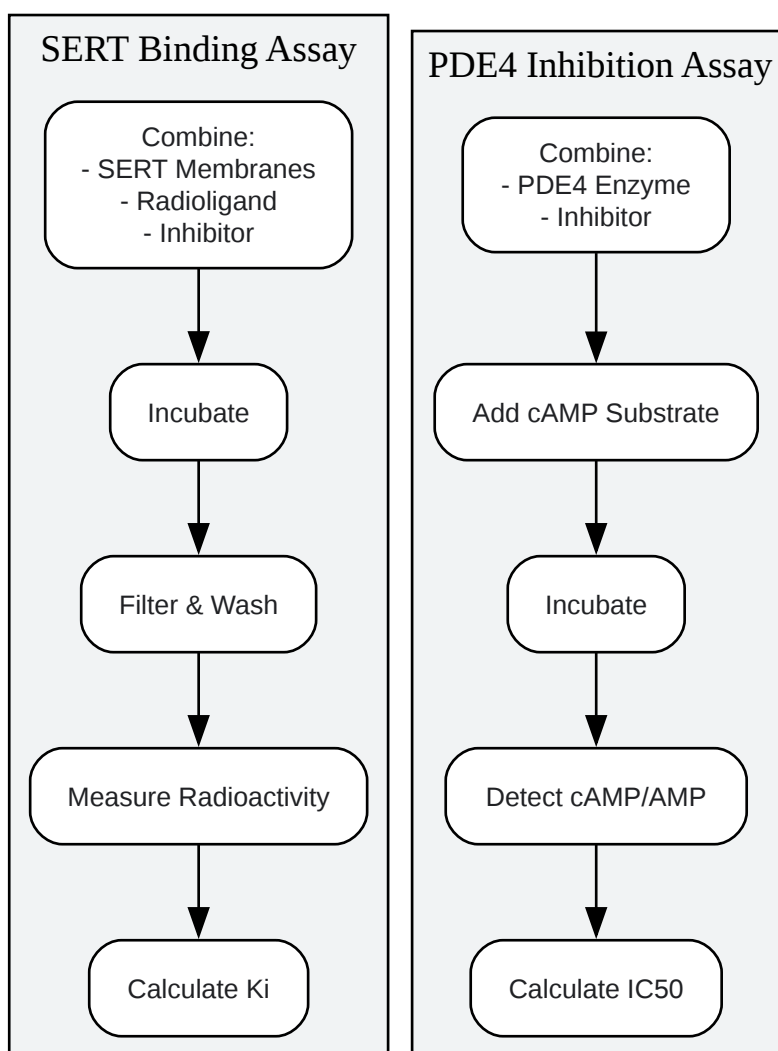 SERT Binding Assay
Combine:
- SERT Membranes
- Radioligand
- Inhibitor
Incubate
Filter & Wash
Measure Radioactivity
Calculate Ki
PDE4 Inhibition Assay
Combine:
- PDE4 Enzyme
- Inhibitor
Add cAMP Substrate
Incubate
Detect cAMP/AMP
Calculate IC50